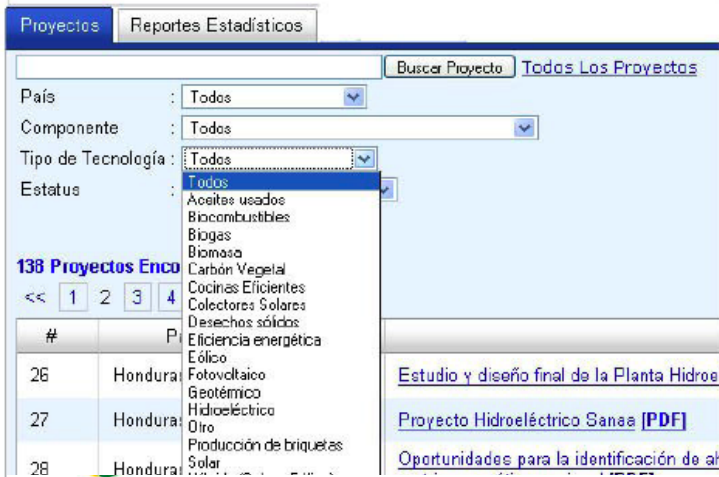 Proyectos Reportes Estadísticos
Buscar Proyecto Todos Los Proyectos
País : Todos
Componente : Todos
Tipo de Tecnología : Todos
Estatus :
Todos
Aceites usados
Biocombustibles
Biogas
Biomasa
Carbón Vegetal
Cocinas Eficientes
Colectores Solares
Desechos sólidos
Eficiencia energética
Eólico
Fotovoltaico
Geotérmico
Hidroeléctrico
Otro
Producción de briquetas
Solar
138 Proyectos Enco
<< 1 2 3 4
# P
26 Hondura Estudio y diseño final de la Planta Hidroe
27 Hondura Proyecto Hidroeléctrico Sanaa [PDF]
28 Hondura Oportunidades para la identificación de ah